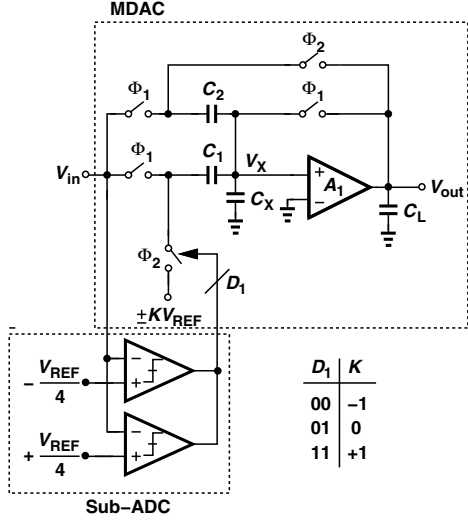 MDAC
Φ2
Φ1
C2
Φ1
Φ1
C1
VX
Vin
+
−
A1
Vout
CX
CL
Φ2
D1
±KVREF
−
+
− VREF
4
−
+
+ VREF
4
Sub−ADC
D1 K
00 −1
01 0
11 +1